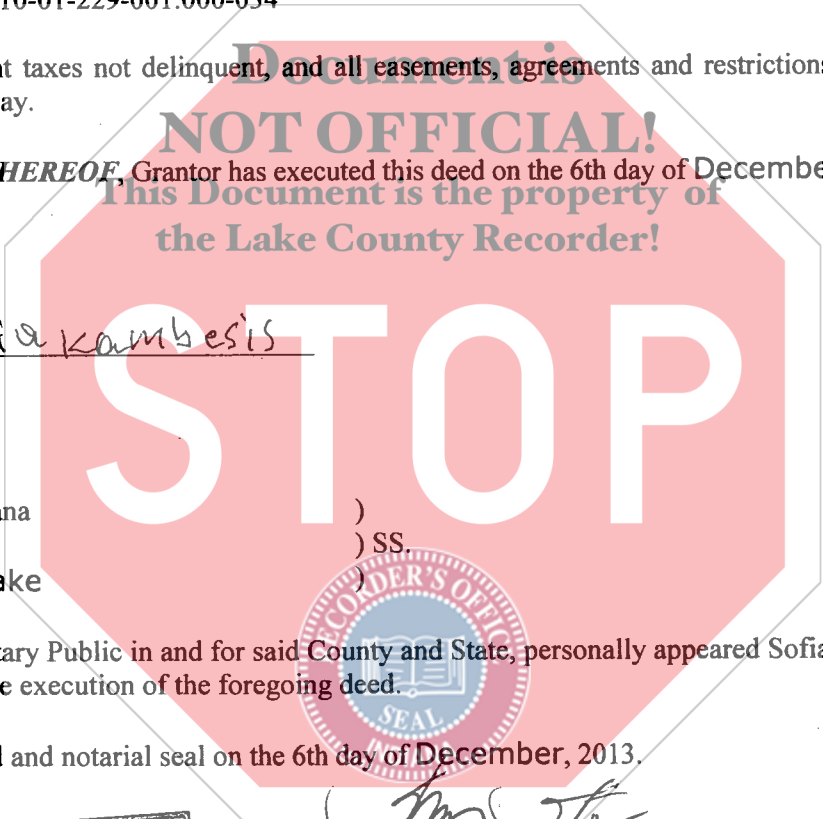 10-01-229-001.000-034
Document is
t taxes not delinquent, and all easements, agreements and restrictions
ay.
NOT OFFICIAL!
HEREOF, Grantor has executed this deed on the 6th day of Decembe
This Document is the property of
the Lake County Recorder!
a Kambesis
STOP
ana )
) SS.
ake )
RECORDER'S OFFICE
tary Public in and for said County and State, personally appeared Sofia
e execution of the foregoing deed.
SEAL
d and notarial seal on the 6th day of December, 2013.